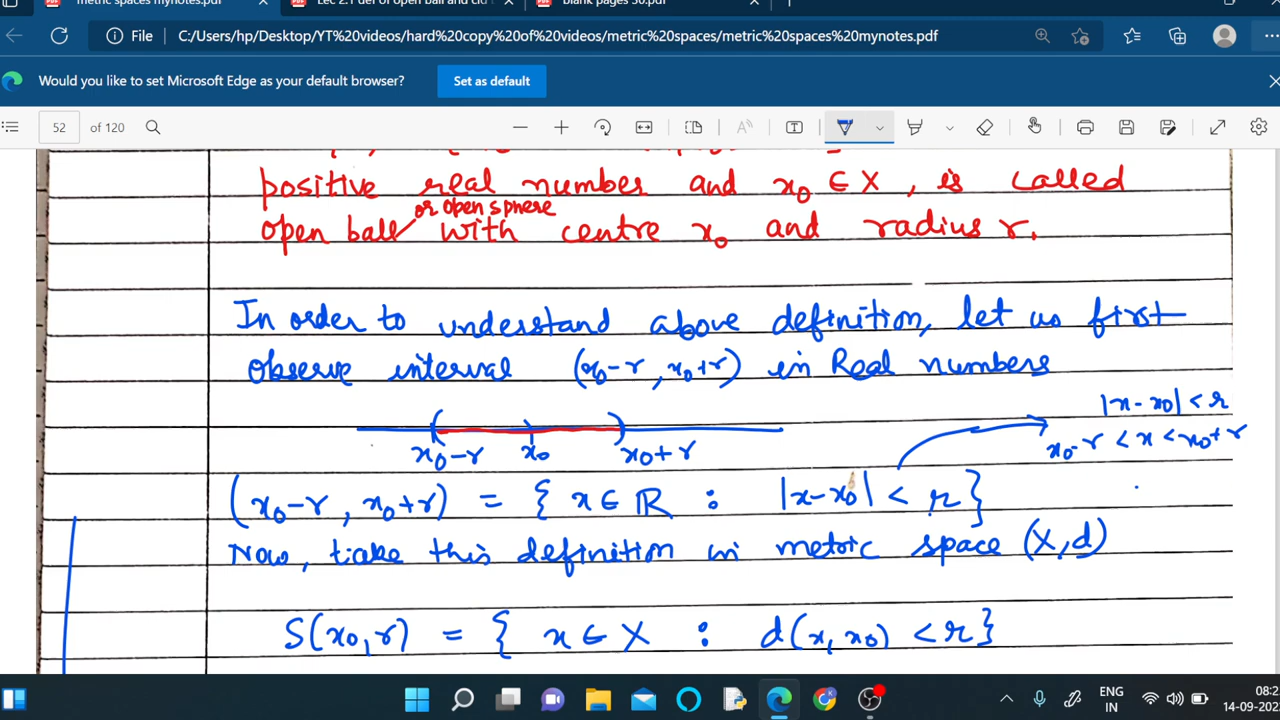 metric spaces mynotes.pdf
Lec 2.1 def of open ball and clo
blank pages 50.pdf
File C:/Users/hp/Desktop/YT%20videos/hard%20copy%20of%20videos/metric%20spaces/metric%20spaces%20mynotes.pdf
Would you like to set Microsoft Edge as your default browser? Set as default
52 of 120
positive real number and x₀ ∈ X, is called
or open sphere
open ball with centre x₀ and radius r.
In order to understand above definition, let us first
observe interval (x₀-r, x₀+r) in Real numbers
|x-x₀| < r
x₀-r < x < x₀+r
x₀-r x₀ x₀+r
(x₀-r, x₀+r) = { x ∈ ℝ : |x-x₀| < r }
Now, take this definition in metric space (X,d)
S(x₀,r) = { x ∈ X : d(x,x₀) < r }
ENG
IN
08:2
14-09-202